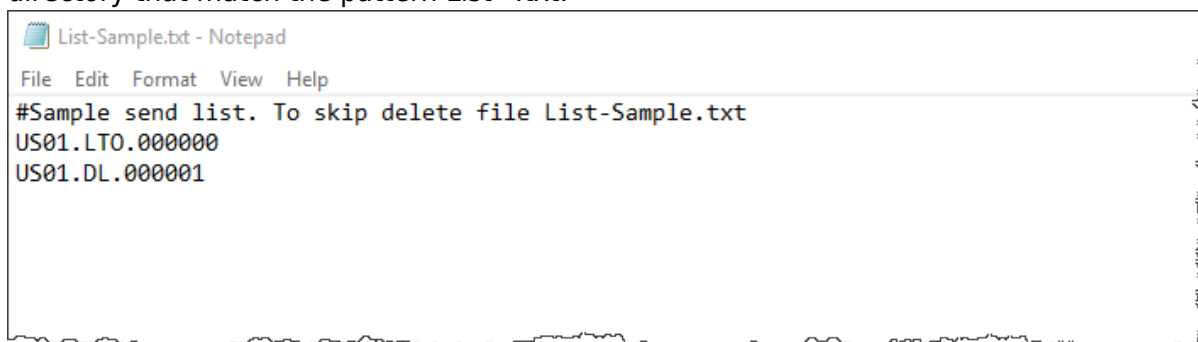 directory that match the pattern List-*.txt.
List-Sample.txt - Notepad
File Edit Format View Help
#Sample send list. To skip delete file List-Sample.txt
US01.LTO.000000
US01.DL.000001